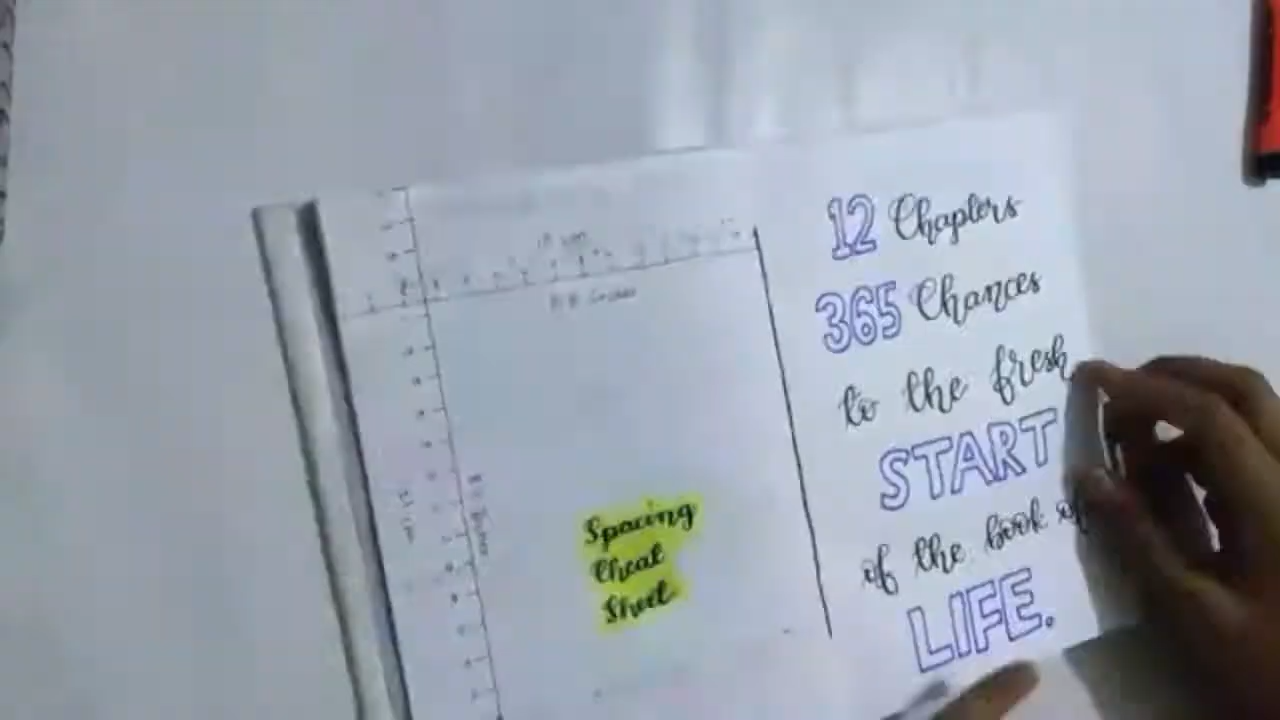 12 Chapters
365 Chances
to the fresh
START
of the book of
LIFE.
Spacing
Cheat
Sheet